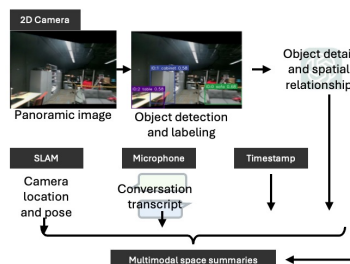 2D Camera
Panoramic image
Object detection
and labeling
Object detai
and spatial
relationship
SLAM
Microphone
Timestamp
Camera
location
and pose
Conversation
transcript
Multimodal space summaries